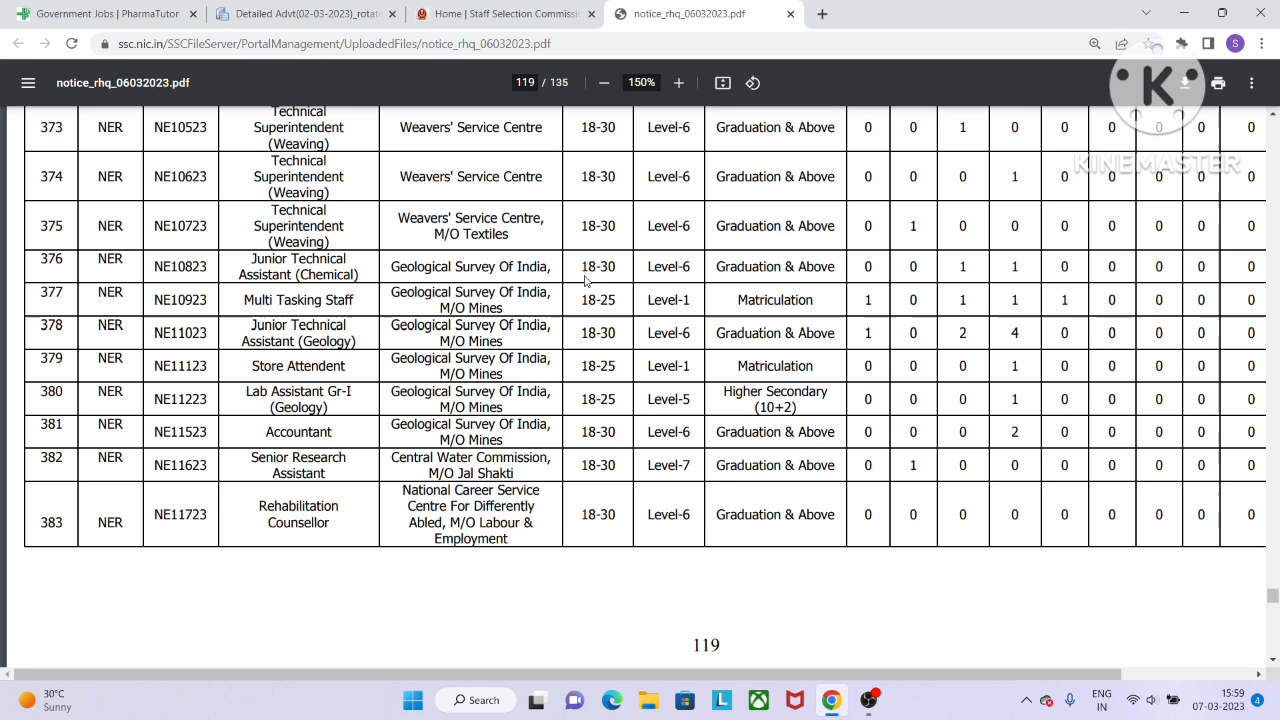 Government Jobs | PharmaTutor
Detailed Advt(02-03-2023)_rotat
Home | Staff Selection Commissi
notice_rhq_06032023.pdf
ssc.nic.in/SSCFileServer/PortalManagement/UploadedFiles/notice_rhq_06032023.pdf
S
notice_rhq_06032023.pdf
119 / 135
150%
K
KINEMASTER
373 NER NE10523 Technical Superintendent (Weaving) Weavers' Service Centre 18-30 Level-6 Graduation & Above 0 0 1 0 0 0 0 0 0
374 NER NE10623 Technical Superintendent (Weaving) Weavers' Service Centre 18-30 Level-6 Graduation & Above 0 0 0 1 0 0 0 0 0
375 NER NE10723 Technical Superintendent (Weaving) Weavers' Service Centre, M/O Textiles 18-30 Level-6 Graduation & Above 0 1 0 0 0 0 0 0 0
376 NER NE10823 Junior Technical Assistant (Chemical) Geological Survey Of India, 18-30 Level-6 Graduation & Above 0 0 1 1 0 0 0 0 0
377 NER NE10923 Multi Tasking Staff Geological Survey Of India, M/O Mines 18-25 Level-1 Matriculation 1 0 1 1 1 0 0 0 0
378 NER NE11023 Junior Technical Assistant (Geology) Geological Survey Of India, M/O Mines 18-30 Level-6 Graduation & Above 1 0 2 4 0 0 0 0 0
379 NER NE11123 Store Attendent Geological Survey Of India, M/O Mines 18-25 Level-1 Matriculation 0 0 0 1 0 0 0 0 0
380 NER NE11223 Lab Assistant Gr-I (Geology) Geological Survey Of India, M/O Mines 18-25 Level-5 Higher Secondary (10+2) 0 0 0 1 0 0 0 0 0
381 NER NE11523 Accountant Geological Survey Of India, M/O Mines 18-30 Level-6 Graduation & Above 0 0 0 2 0 0 0 0 0
382 NER NE11623 Senior Research Assistant Central Water Commission, M/O Jal Shakti 18-30 Level-7 Graduation & Above 0 1 0 0 0 0 0 0 0
383 NER NE11723 Rehabilitation Counsellor National Career Service Centre For Differently Abled, M/O Labour & Employment 18-30 Level-6 Graduation & Above 0 0 0 0 0 0 0 0 0
119
30°C
Sunny
Search
L
ENG
IN
15:59
07-03-2023
4